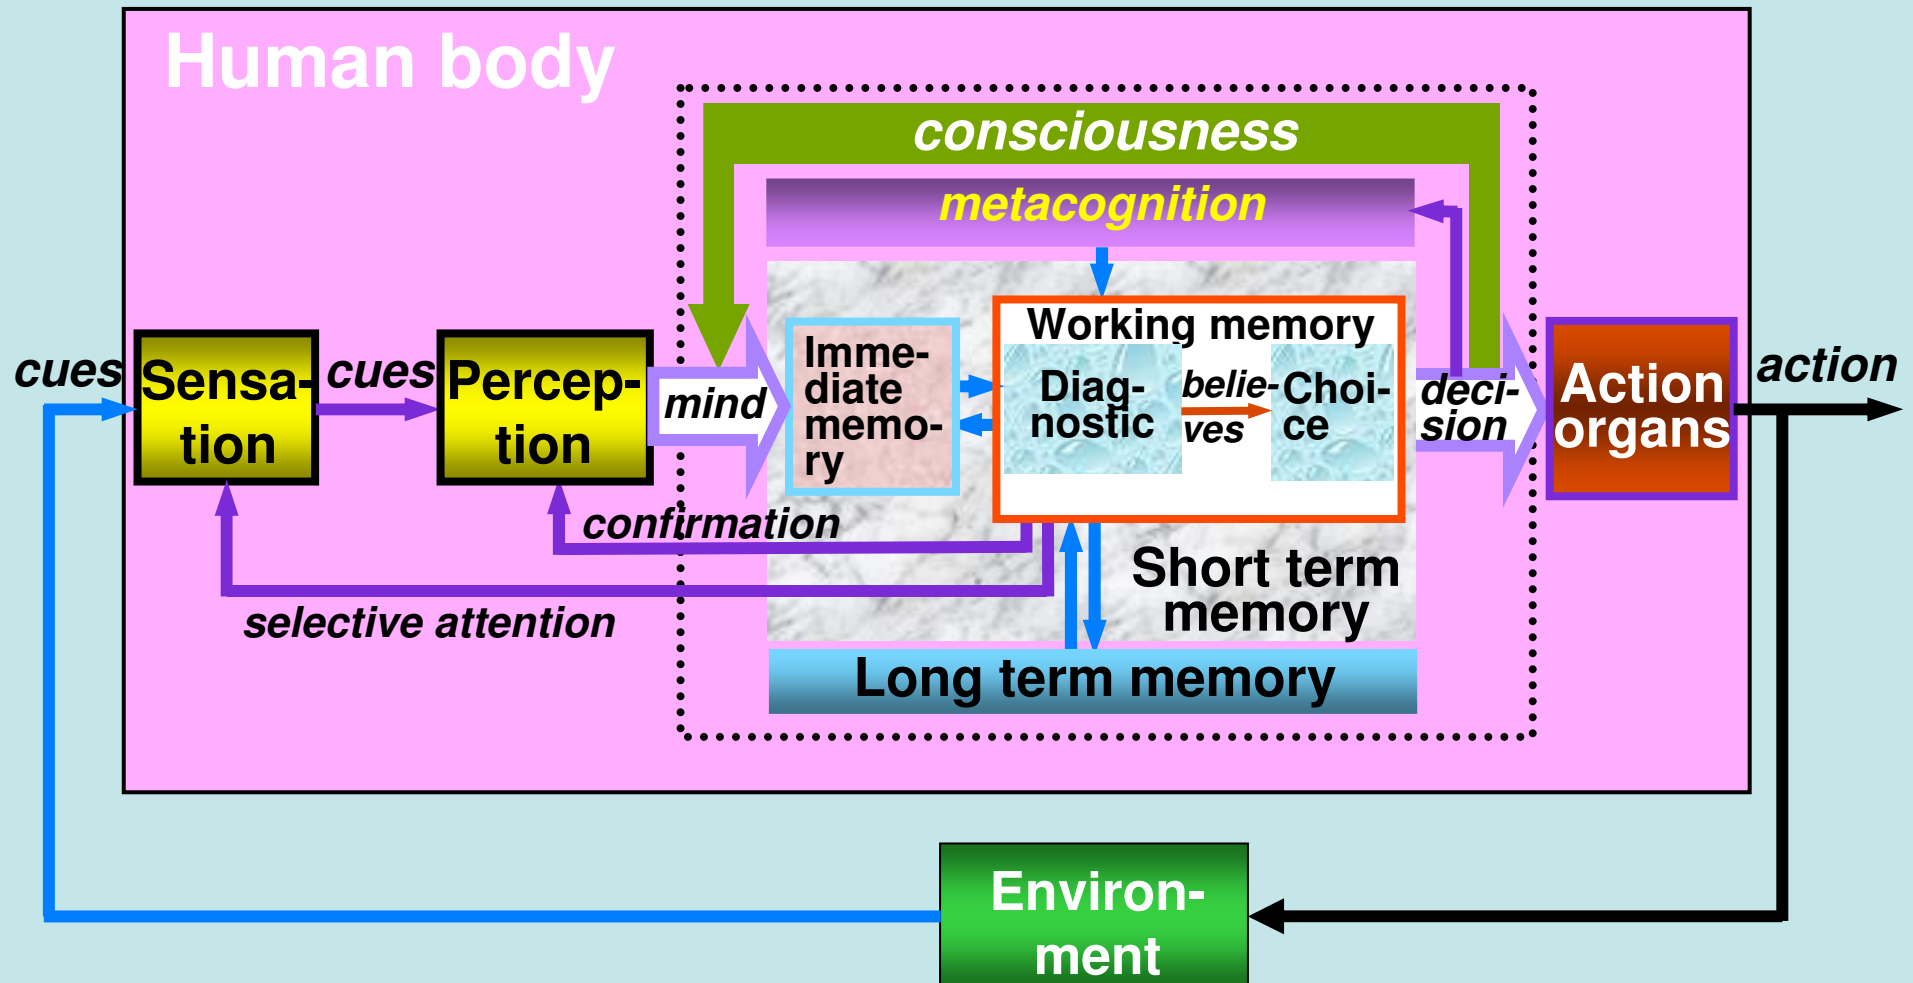 Human body
consciousness
metacognition
cues
Sensa-
tion
cues
Percep-
tion
mind
Imme-
diate
memo-
ry
Working memory
Diag-
nostic
belie-
ves
Choi-
ce
deci-
sion
Action
organs
action
confirmation
selective attention
Short term
memory
Long term memory
Environ-
ment